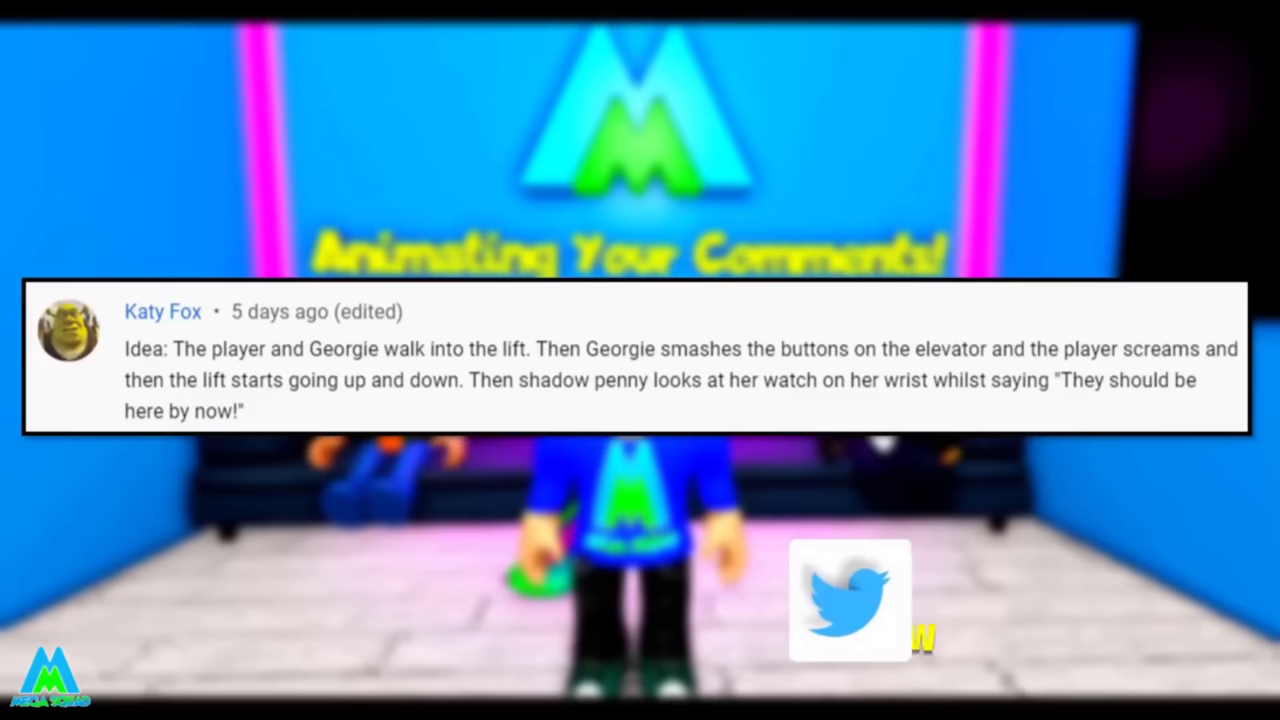 Animating Your Comments!
Katy Fox • 5 days ago (edited)
Idea: The player and Georgie walk into the lift. Then Georgie smashes the buttons on the elevator and the player screams and
then the lift starts going up and down. Then shadow penny looks at her watch on her wrist whilst saying "They should be
here by now!"
W
MEGA SQUAD